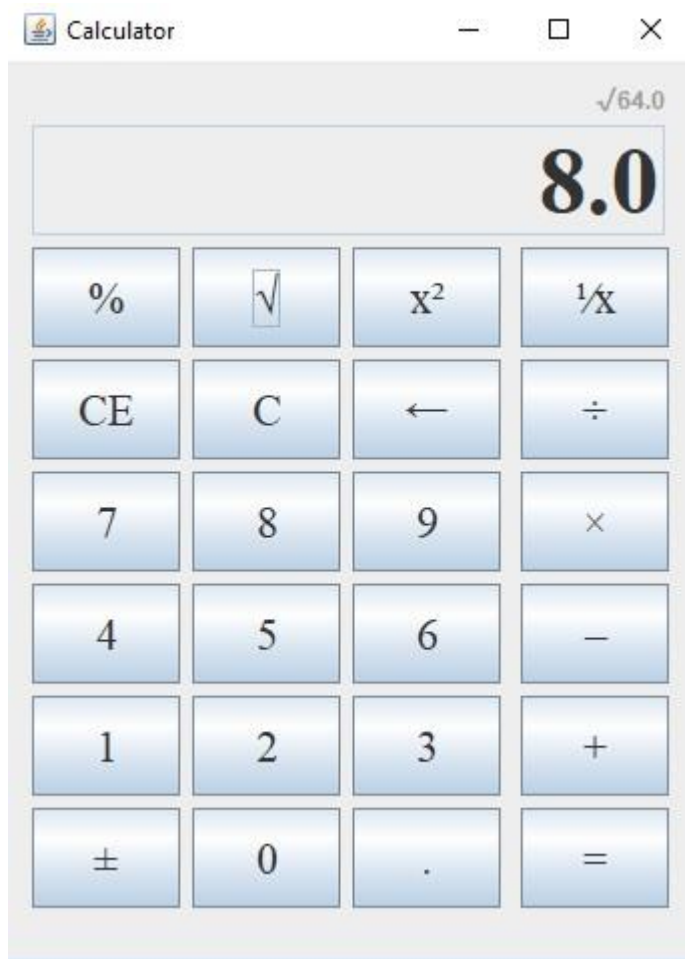 Calculator
√64.0
8.0
% √ x² ⅟x
CE C ← ÷
7 8 9 ×
4 5 6 –
1 2 3 +
± 0 . =